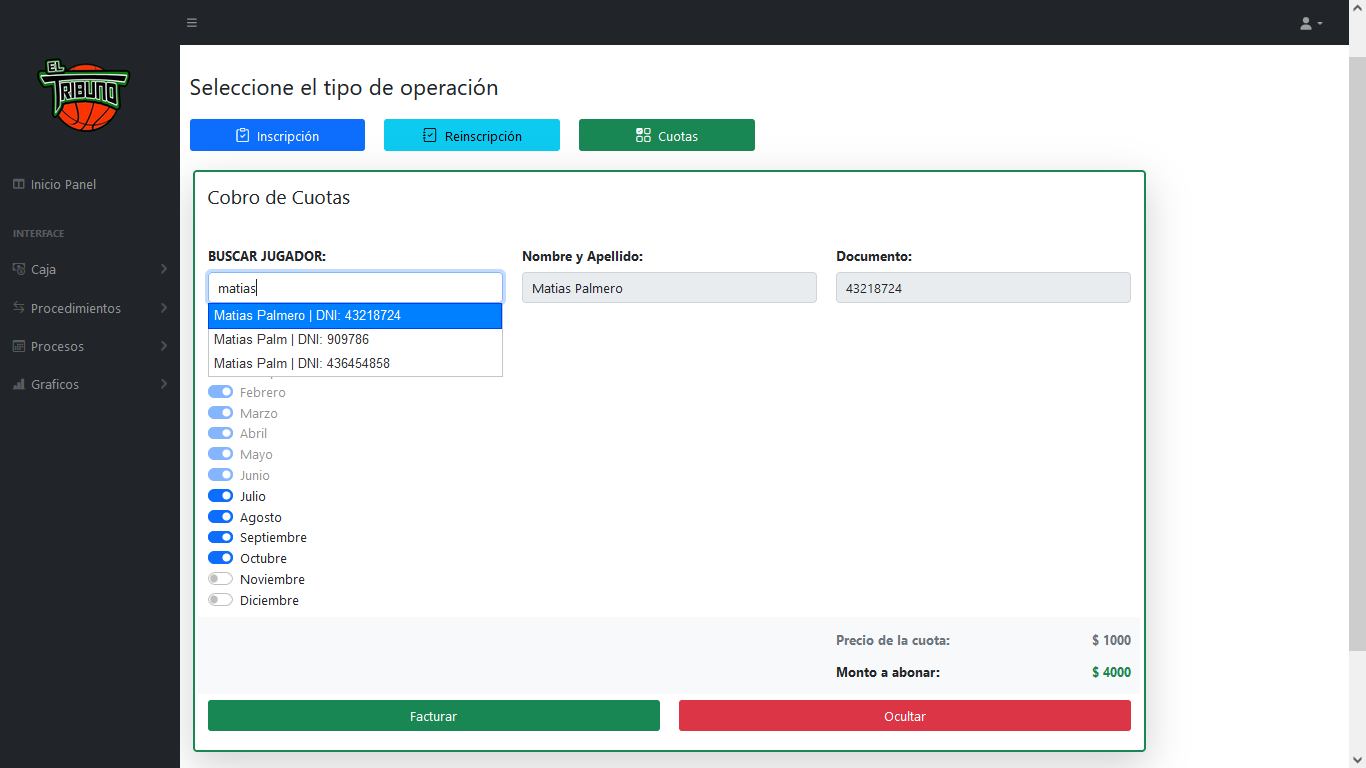 EL
TRIBUNO
Inicio Panel
INTERFACE
Caja
Procedimientos
Procesos
Graficos
Seleccione el tipo de operación
Inscripción
Reinscripción
Cuotas
Cobro de Cuotas
BUSCAR JUGADOR:
Nombre y Apellido:
Documento:
matias
Matias Palmero
43218724
Matias Palmero | DNI: 43218724
Matias Palm | DNI: 909786
Matias Palm | DNI: 436454858
Febrero
Marzo
Abril
Mayo
Junio
Julio
Agosto
Septiembre
Octubre
Noviembre
Diciembre
Precio de la cuota: $ 1000
Monto a abonar: $ 4000
Facturar
Ocultar